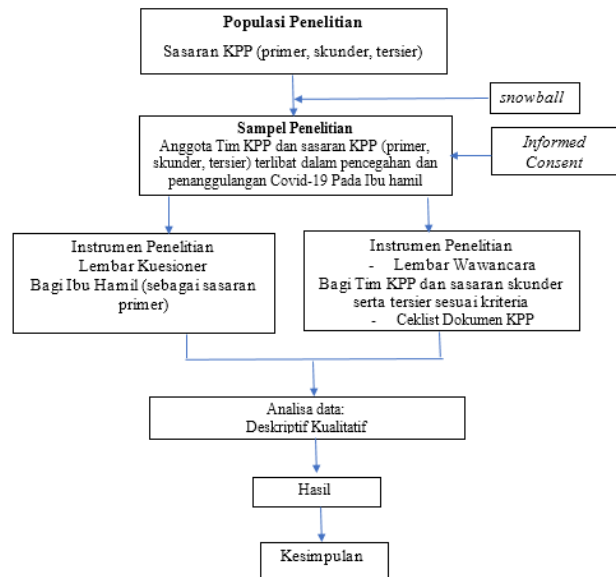 Populasi Penelitian
Sasaran KPP (primer, skunder, tersier)
snowball
Sampel Penelitian
Anggota Tim KPP dan sasaran KPP (primer,
skunder, tersier) terlibat dalam pencegahan dan
penanggulangan Covid-19 Pada Ibu hamil
Informed
Consent
Instrumen Penelitian
Lembar Kuesioner
Bagi Ibu Hamil (sebagai sasaran
primer)
Instrumen Penelitian
- Lembar Wawancara
Bagi Tim KPP dan sasaran skunder
serta tersier sesuai kriteria
- Ceklist Dokumen KPP
Analisa data:
Deskriptif Kualitatif
Hasil
Kesimpulan